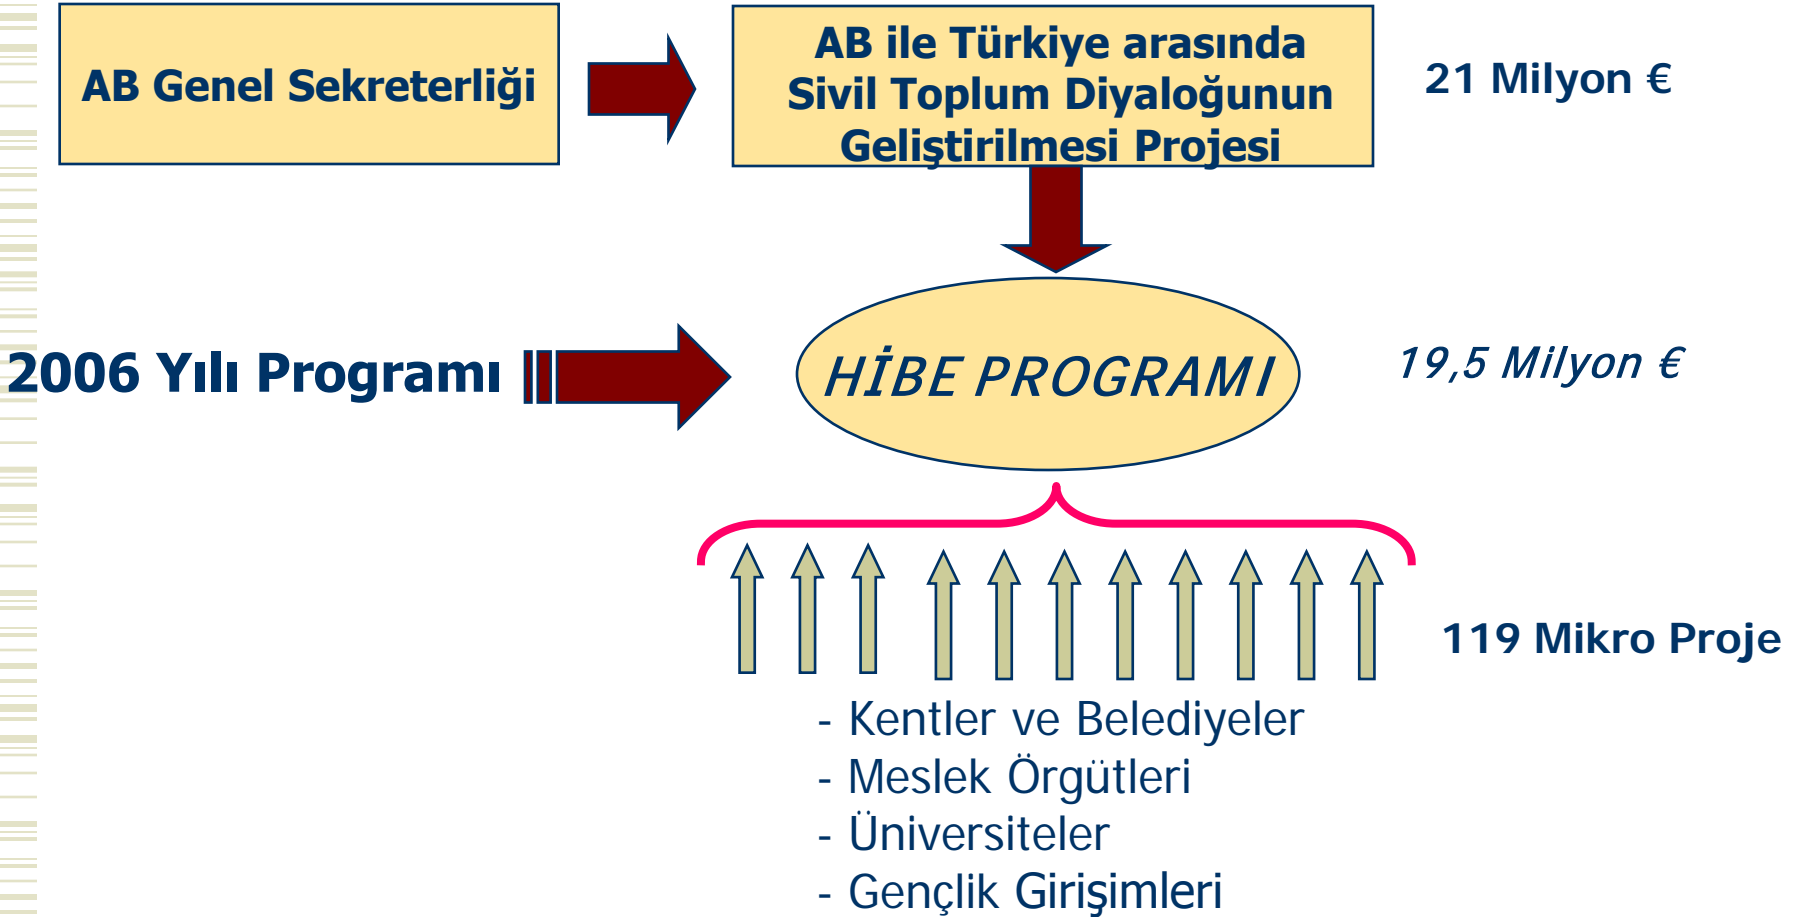 AB Genel Sekreterliği
AB ile Türkiye arasında
Sivil Toplum Diyaloğunun
Geliştirilmesi Projesi
21 Milyon €
2006 Yılı Programı
HİBE PROGRAMI
19,5 Milyon €
119 Mikro Proje
- Kentler ve Belediyeler
- Meslek Örgütleri
- Üniversiteler
- Gençlik Girişimleri